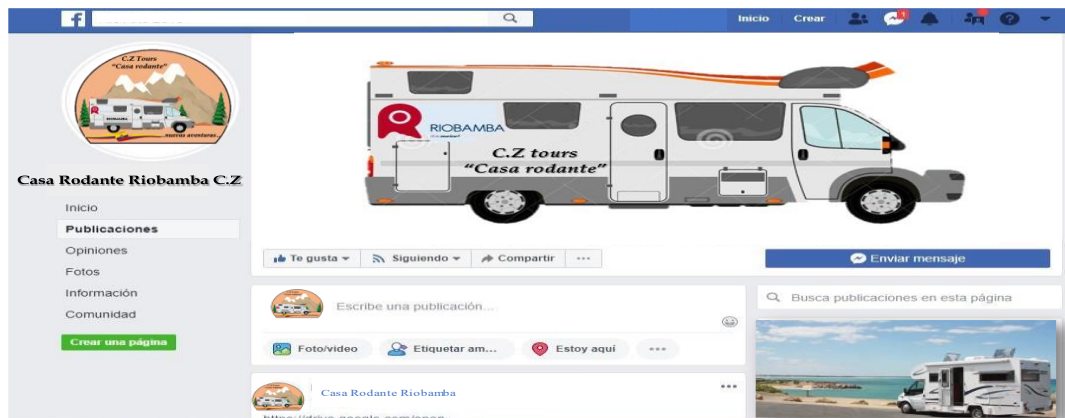 f
Inicio Crear
1
C.Z Tours
"Casa rodante"
RIOBAMBA
...nuevas aventuras...
Casa Rodante Riobamba C.Z
Inicio
Publicaciones
Opiniones
Fotos
Información
Comunidad
Crear una página
RIOBAMBA
C.Z tours
"Casa rodante"
Te gusta Siguiendo Compartir ...
Enviar mensaje
Escribe una publicación...
Foto/video Etiquetar am... Estoy aquí ...
Busca publicaciones en esta página
Casa Rodante Riobamba ...